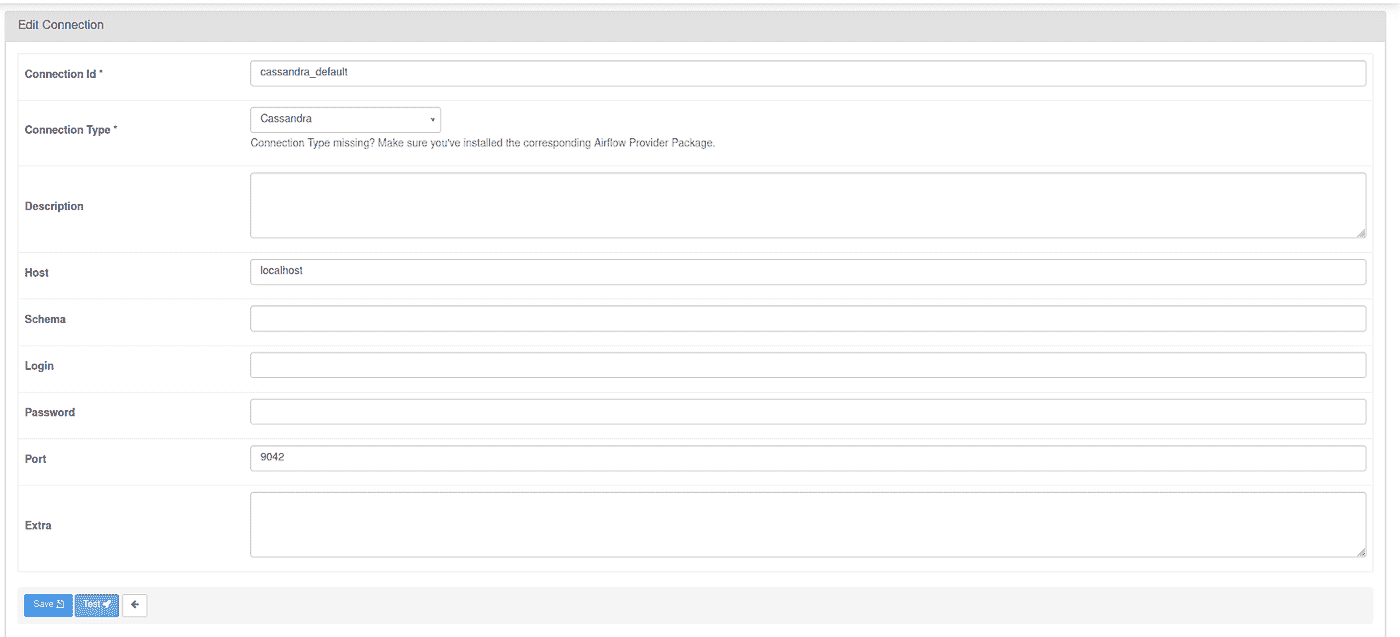 Edit Connection
Connection Id *
cassandra_default
Connection Type *
Cassandra
Connection Type missing? Make sure you've installed the corresponding Airflow Provider Package.
Description
Host
localhost
Schema
Login
Password
Port
9042
Extra
Save
Test